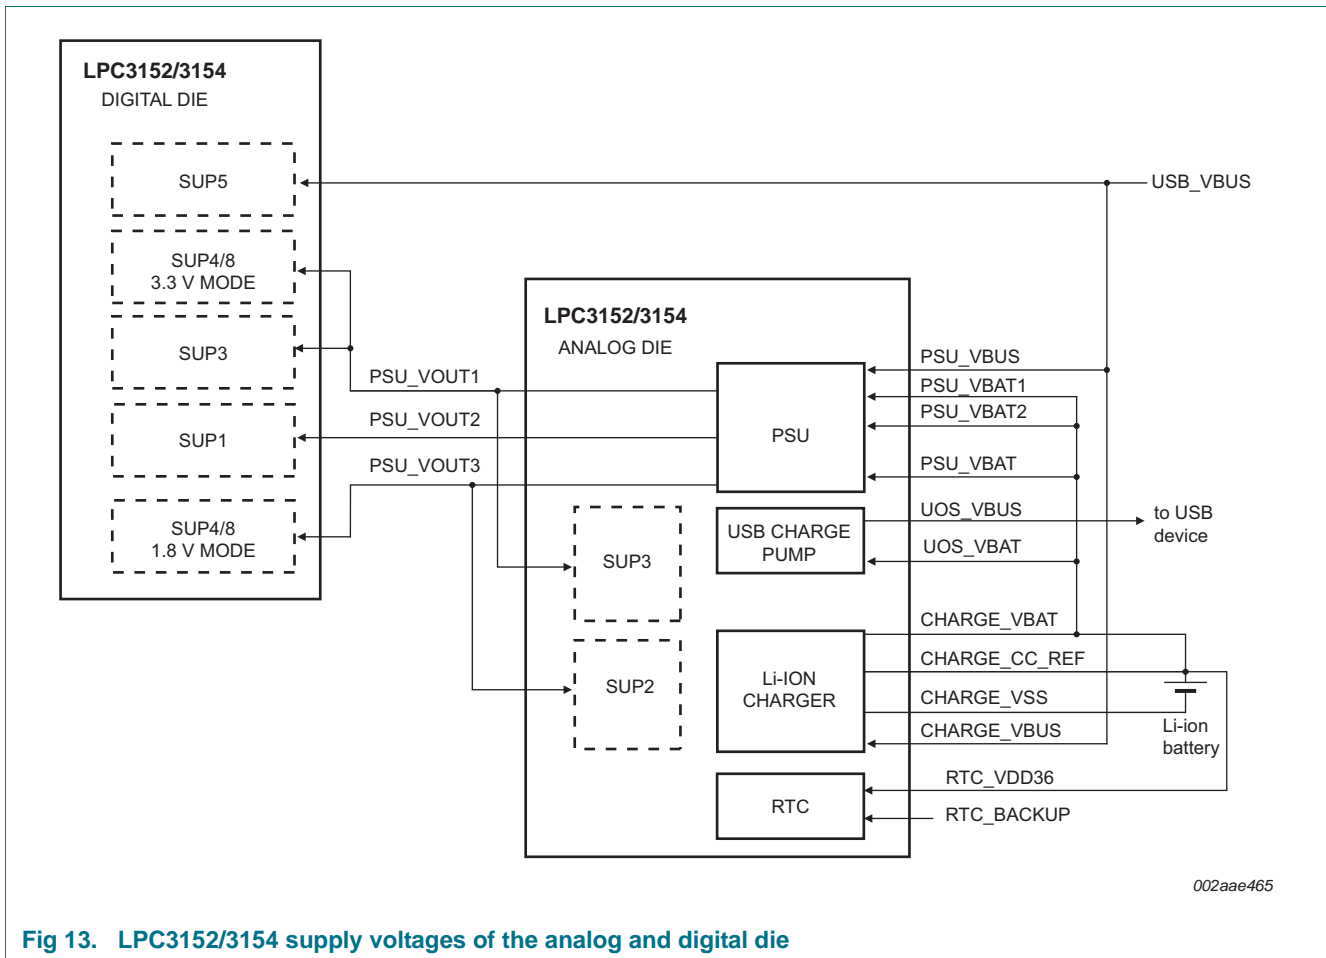 LPC3152/3154
DIGITAL DIE
SUP5
SUP4/8
3.3 V MODE
SUP3
SUP1
SUP4/8
1.8 V MODE
PSU_VOUT1
PSU_VOUT2
PSU_VOUT3
LPC3152/3154
ANALOG DIE
SUP3
SUP2
PSU
USB CHARGE
PUMP
Li-ION
CHARGER
RTC
USB_VBUS
PSU_VBUS
PSU_VBAT1
PSU_VBAT2
PSU_VBAT
UOS_VBUS
to USB
device
UOS_VBAT
CHARGE_VBAT
CHARGE_CC_REF
CHARGE_VSS
CHARGE_VBUS
Li-ion
battery
RTC_VDD36
RTC_BACKUP
002aae465
Fig 13. LPC3152/3154 supply voltages of the analog and digital die